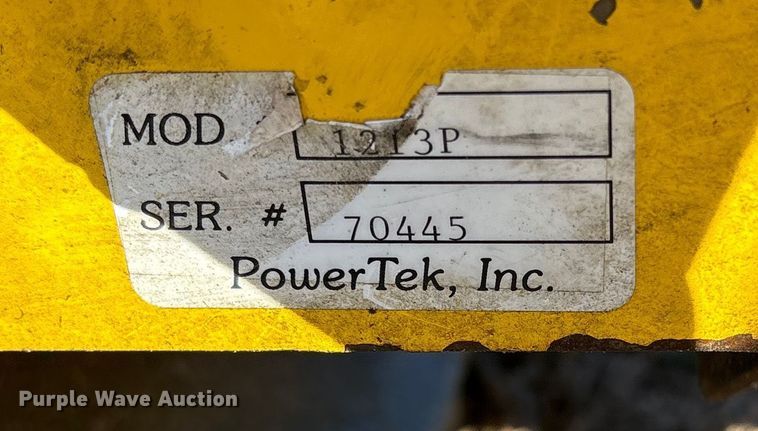 MOD 1213P
SER. # 70445
PowerTek, Inc.
Purple Wave Auction